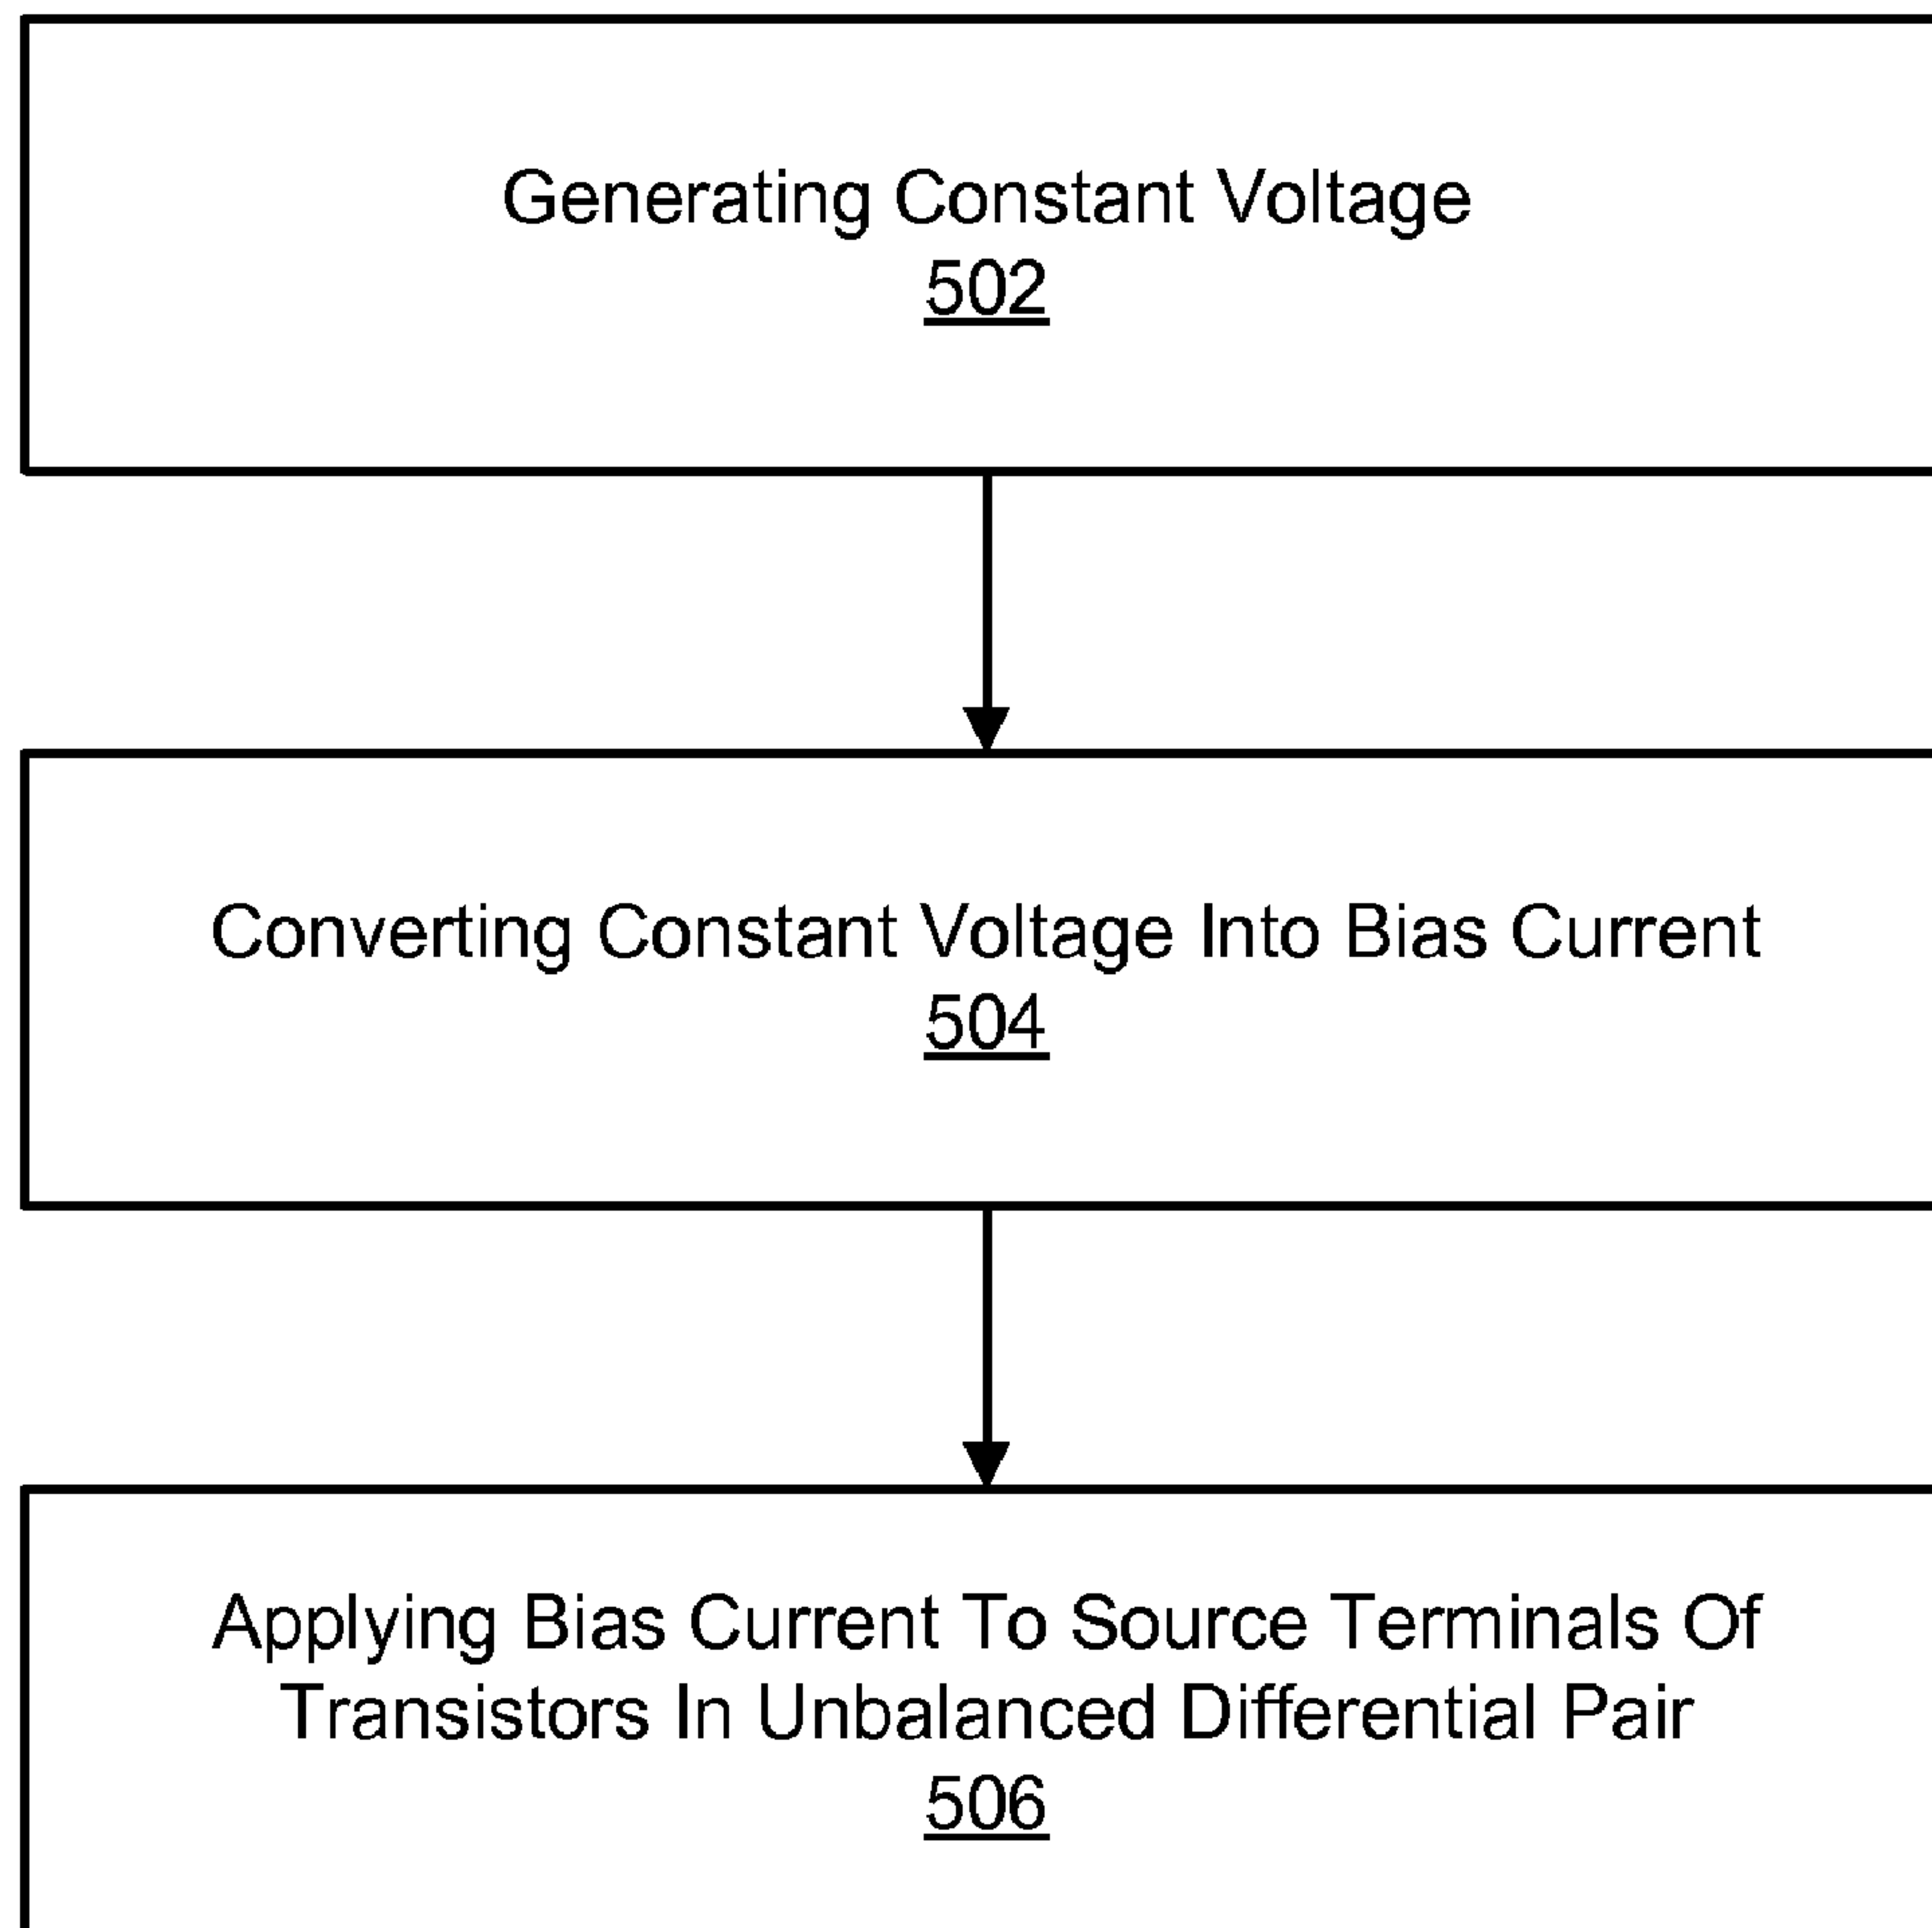 Generating Constant Voltage
502
Converting Constant Voltage Into Bias Current
504
Applying Bias Current To Source Terminals Of
Transistors In Unbalanced Differential Pair
506